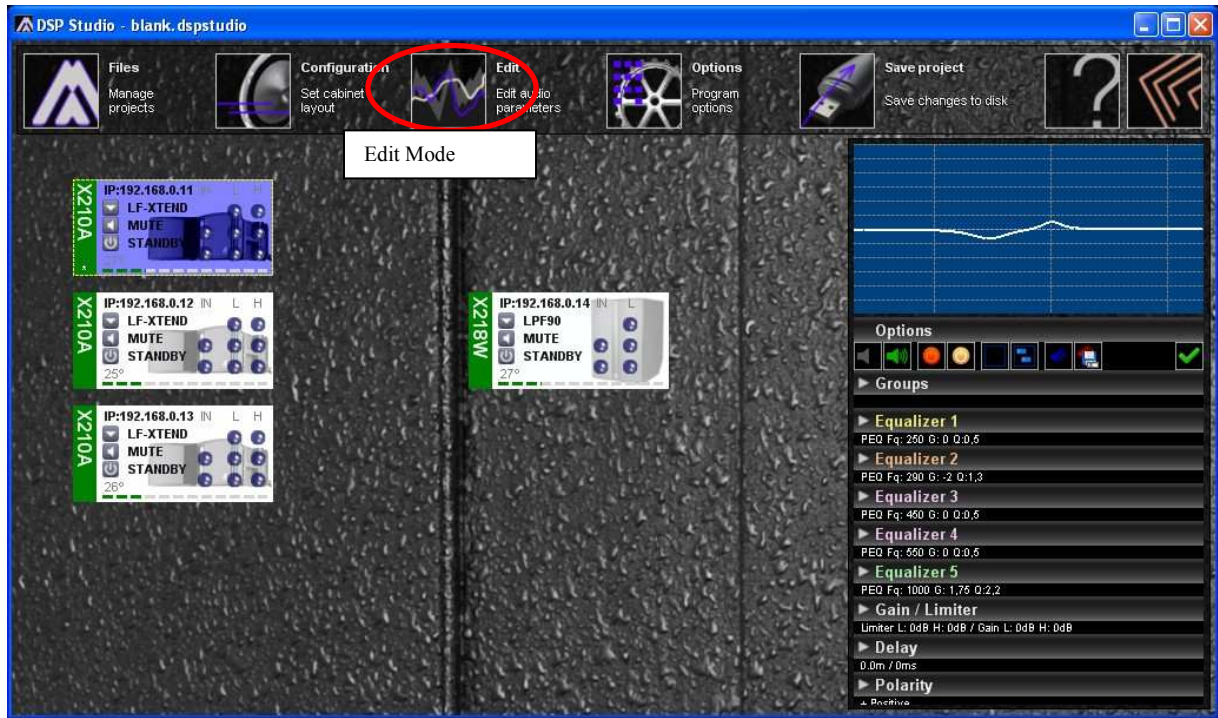 DSP Studio - blank.dspstudio
Files
Manage
projects
Configuration
Set cabinet
layout
Edit
Edit audio
parameters
Options
Program
options
Save project
Save changes to disk
?
Edit Mode
X210A
IP:192.168.0.11 IN L H
LF-XTEND
MUTE
STANDBY
27°
X210A
IP:192.168.0.12 IN L H
LF-XTEND
MUTE
STANDBY
25°
X210A
IP:192.168.0.13 IN L H
LF-XTEND
MUTE
STANDBY
26°
X218W
IP:192.168.0.14 IN L
LPF90
MUTE
STANDBY
27°
Options
Groups
Equalizer 1
PEQ Fq: 250 G: 0 Q:0,5
Equalizer 2
PEQ Fq: 290 G: -2 Q:1,3
Equalizer 3
PEQ Fq: 450 G: 0 Q:0,5
Equalizer 4
PEQ Fq: 550 G: 0 Q:0,5
Equalizer 5
PEQ Fq: 1000 G: 1,75 Q:2,2
Gain / Limiter
Limiter L: 0dB H: 0dB / Gain L: 0dB H: 0dB
Delay
0.0m / 0ms
Polarity
+ Positive